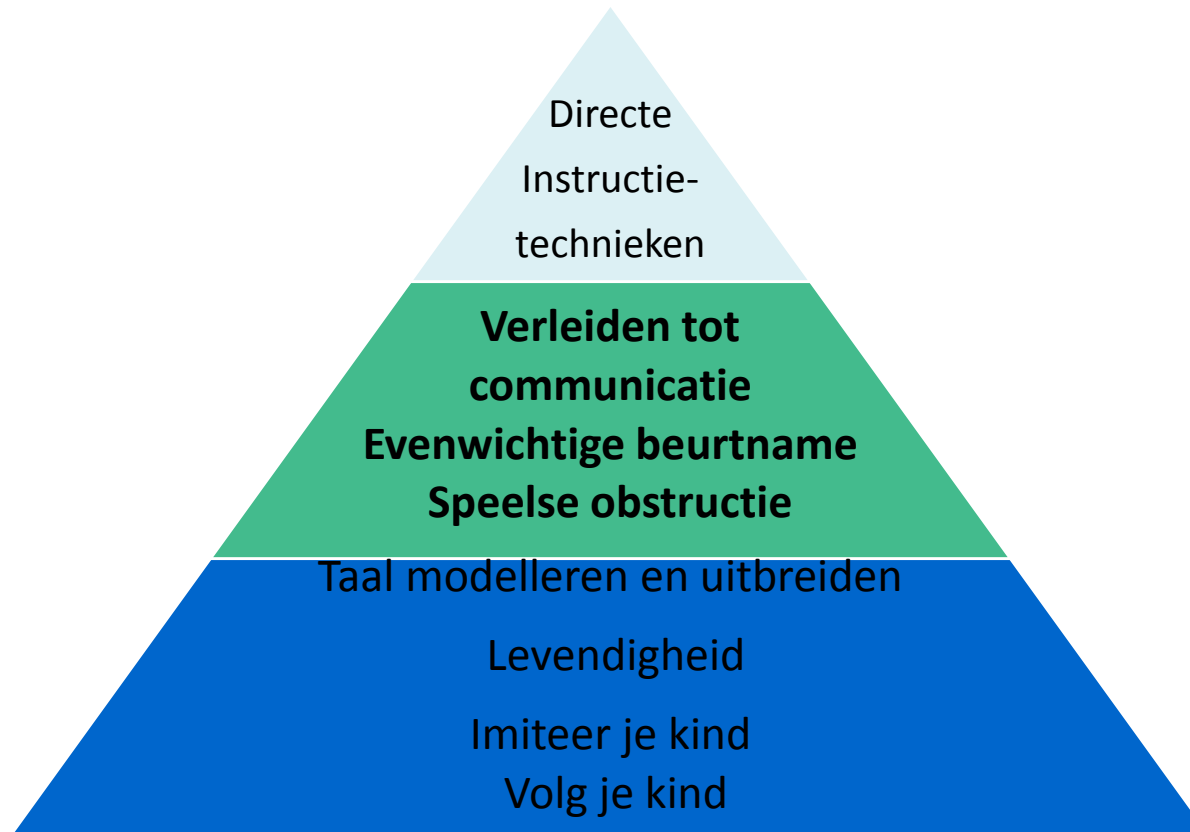 Directe
Instructie-
technieken
Verleiden tot
communicatie
Evenwichtige beurtname
Speelse obstructie
Taal modelleren en uitbreiden
Levendigheid
Imiteer je kind
Volg je kind